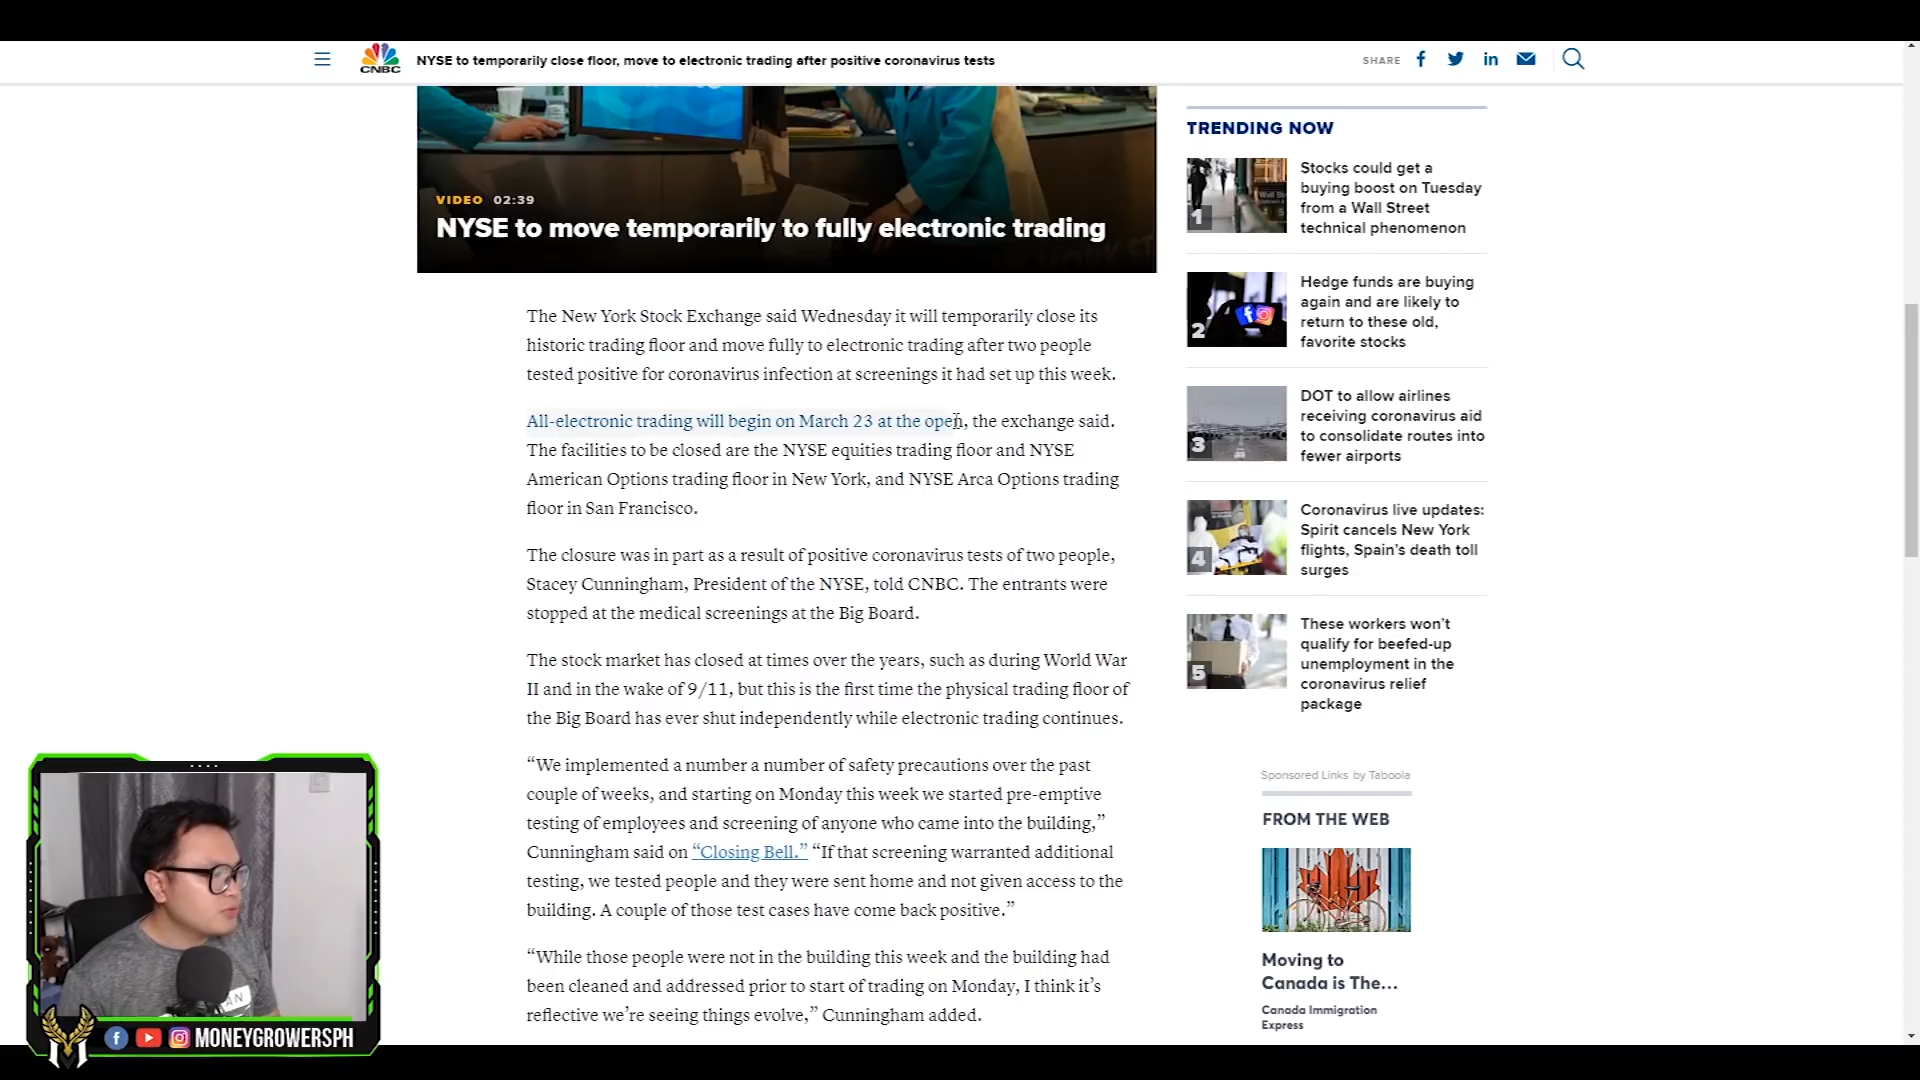 CNBC
NYSE to temporarily close floor, move to electronic trading after positive coronavirus tests
SHARE
VIDEO 02:39
NYSE to move temporarily to fully electronic trading
The New York Stock Exchange said Wednesday it will temporarily close its
historic trading floor and move fully to electronic trading after two people
tested positive for coronavirus infection at screenings it had set up this week.
All-electronic trading will begin on March 23 at the open, the exchange said.
The facilities to be closed are the NYSE equities trading floor and NYSE
American Options trading floor in New York, and NYSE Arca Options trading
floor in San Francisco.
The closure was in part as a result of positive coronavirus tests of two people,
Stacey Cunningham, President of the NYSE, told CNBC. The entrants were
stopped at the medical screenings at the Big Board.
The stock market has closed at times over the years, such as during World War
II and in the wake of 9/11, but this is the first time the physical trading floor of
the Big Board has ever shut independently while electronic trading continues.
“We implemented a number a number of safety precautions over the past
couple of weeks, and starting on Monday this week we started pre-emptive
testing of employees and screening of anyone who came into the building,”
Cunningham said on “Closing Bell.” “If that screening warranted additional
testing, we tested people and they were sent home and not given access to the
building. A couple of those test cases have come back positive.”
“While those people were not in the building this week and the building had
been cleaned and addressed prior to start of trading on Monday, I think it’s
reflective we’re seeing things evolve,” Cunningham added.
TRENDING NOW
1
Stocks could get a
buying boost on Tuesday
from a Wall Street
technical phenomenon
2
Hedge funds are buying
again and are likely to
return to these old,
favorite stocks
3
DOT to allow airlines
receiving coronavirus aid
to consolidate routes into
fewer airports
4
Coronavirus live updates:
Spirit cancels New York
flights, Spain’s death toll
surges
5
These workers won’t
qualify for beefed-up
unemployment in the
coronavirus relief
package
Sponsored Links by Taboola
FROM THE WEB
Moving to
Canada is The...
Canada Immigration
Express
MONEYGROWERSPH